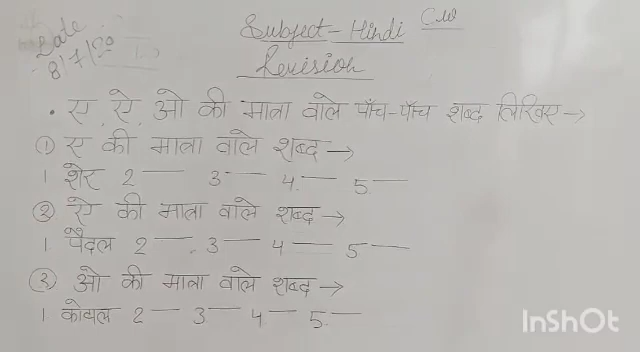 Date
8/7/20
Subject - Hindi CW
Revision
• ए, ऐ, ओ की मात्रा वाले पाँच-पाँच शब्द लिखिए →
① ए की मात्रा वाले शब्द →
1 शेर 2 — 3 — 4. — 5. —
② ऐ की मात्रा वाले शब्द →
1 पैदल 2 — . 3 — 4 — 5 —
③ ओ की मात्रा वाले शब्द →
1 कोयल 2 — 3 — 4 — 5. —
InShOt